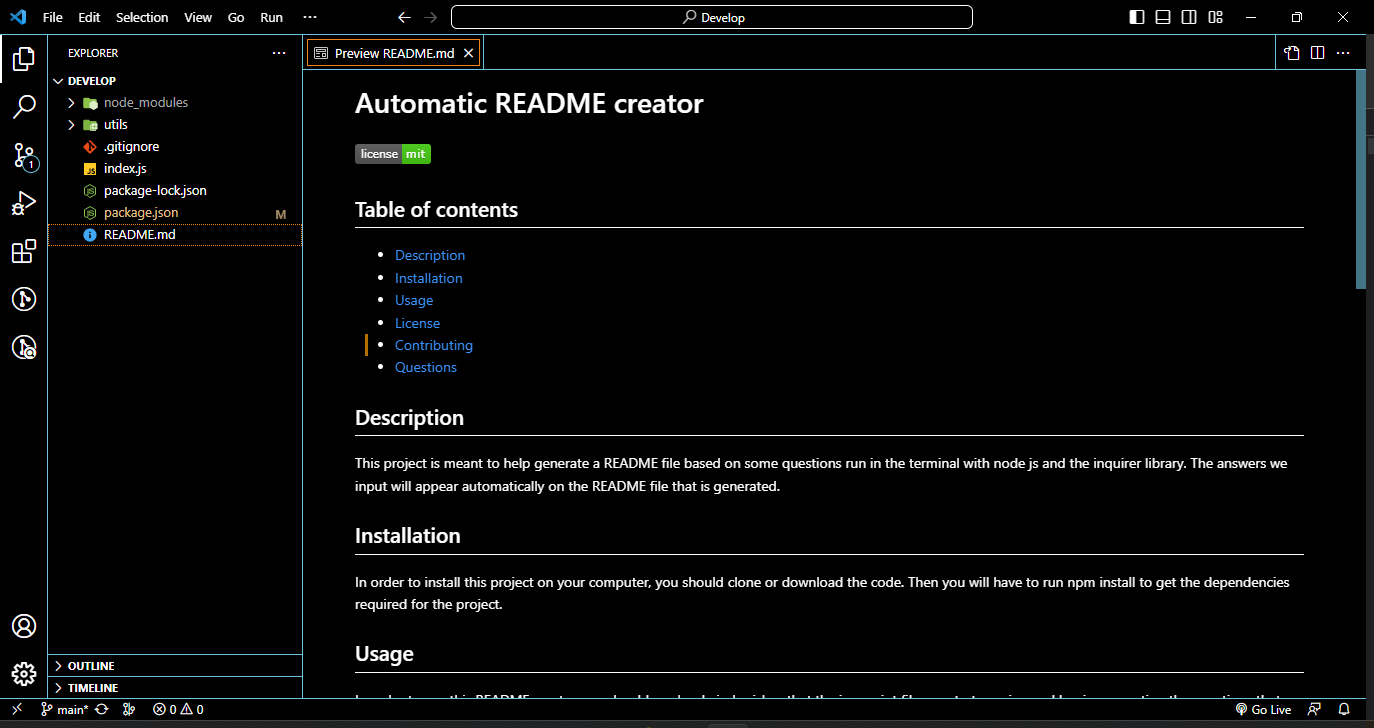 File Edit Selection View Go Run ···
Develop
EXPLORER
Preview README.md
DEVELOP
node_modules
utils
.gitignore
JS index.js
package-lock.json
package.json M
README.md
Automatic README creator
license mit
Table of contents
Description
Installation
Usage
License
Contributing
Questions
Description
This project is meant to help generate a README file based on some questions run in the terminal with node js and the inquirer library. The answers we
input will appear automatically on the README file that is generated.
Installation
In order to install this project on your computer, you should clone or download the code. Then you will have to run npm install to get the dependencies
required for the project.
Usage
OUTLINE
TIMELINE
1
main* 0 0
Go Live